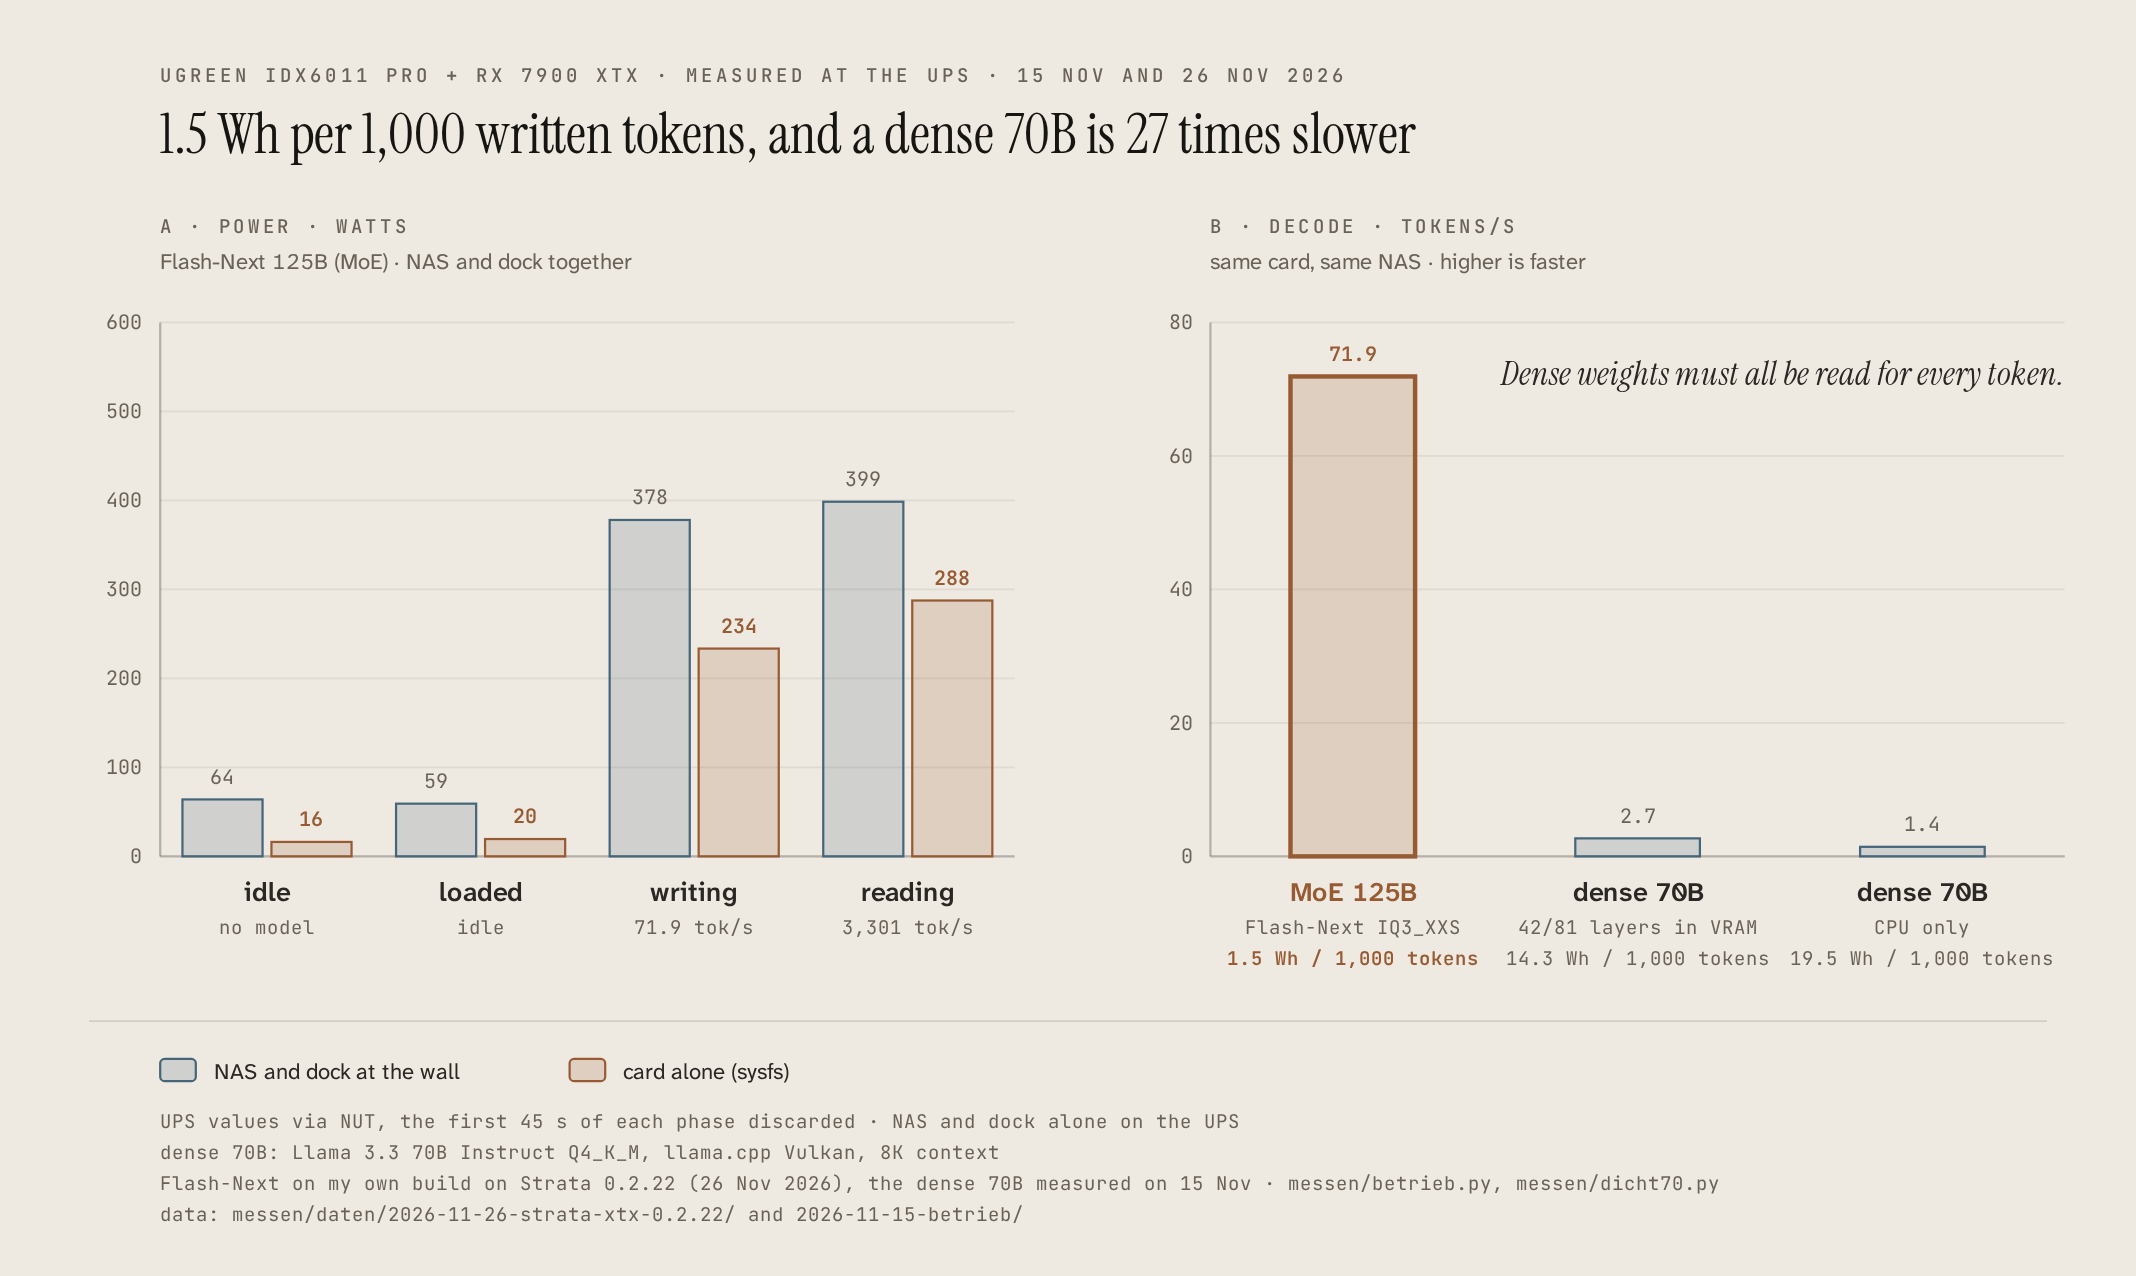 UGREEN IDX6011 PRO + RX 7900 XTX · MEASURED AT THE UPS · 15 NOV AND 26 NOV 2026
1.5 Wh per 1,000 written tokens, and a dense 70B is 27 times slower
A · POWER · WATTS
Flash-Next 125B (MoE) · NAS and dock together
600
500
400
300
200
100
0
64
16
59
20
378
234
399
288
idle
no model
loaded
idle
writing
71.9 tok/s
reading
3,301 tok/s
B · DECODE · TOKENS/S
same card, same NAS · higher is faster
80
60
40
20
0
71.9
Dense weights must all be read for every token.
2.7
1.4
MoE 125B
Flash-Next IQ3_XXS
1.5 Wh / 1,000 tokens
dense 70B
42/81 layers in VRAM
14.3 Wh / 1,000 tokens
dense 70B
CPU only
19.5 Wh / 1,000 tokens
NAS and dock at the wall
card alone (sysfs)
UPS values via NUT, the first 45 s of each phase discarded · NAS and dock alone on the UPS
dense 70B: Llama 3.3 70B Instruct Q4_K_M, llama.cpp Vulkan, 8K context
Flash-Next on my own build on Strata 0.2.22 (26 Nov 2026), the dense 70B measured on 15 Nov · messen/betrieb.py, messen/dicht70.py
data: messen/daten/2026-11-26-strata-xtx-0.2.22/ and 2026-11-15-betrieb/